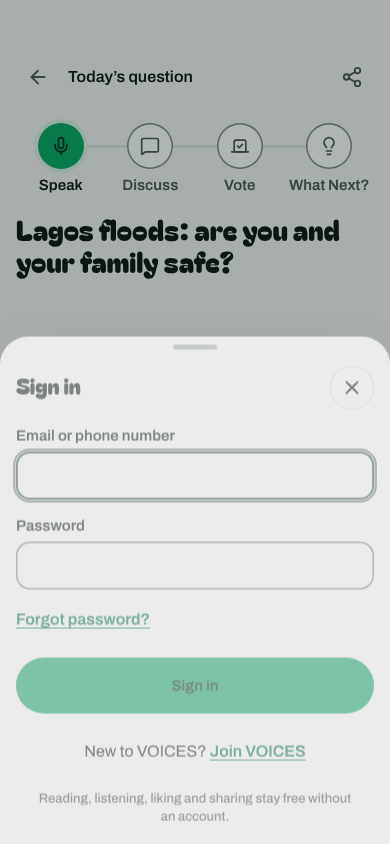 Today's question
Speak
Discuss
Vote
What Next?
Lagos floods: are you and
your family safe?
Sign in
Email or phone number
Password
Forgot password?
Sign in
New to VOICES? Join VOICES
Reading, listening, liking and sharing stay free without
an account.